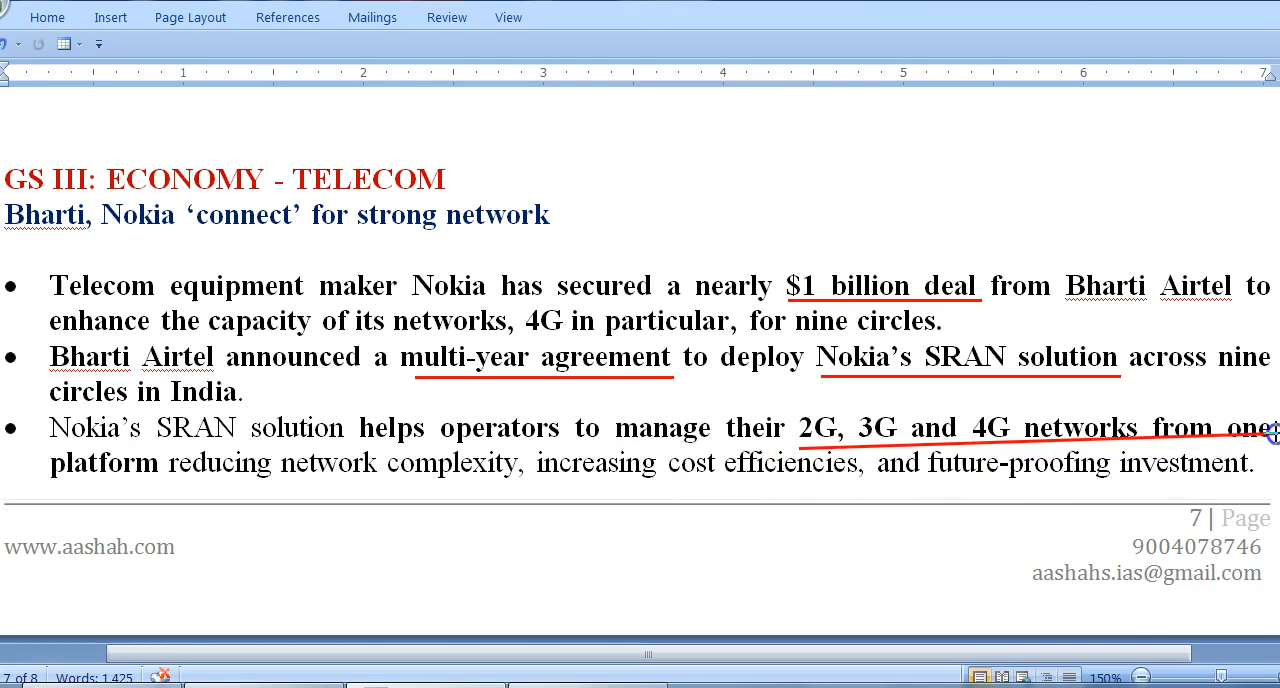 Home Insert Page Layout References Mailings Review View
1 2 3 4 5 6 7
GS III: ECONOMY - TELECOM
Bharti, Nokia ‘connect’ for strong network
• Telecom equipment maker Nokia has secured a nearly $1 billion deal from Bharti Airtel to
enhance the capacity of its networks, 4G in particular, for nine circles.
• Bharti Airtel announced a multi-year agreement to deploy Nokia’s SRAN solution across nine
circles in India.
• Nokia’s SRAN solution helps operators to manage their 2G, 3G and 4G networks from one
platform reducing network complexity, increasing cost efficiencies, and future-proofing investment.
7 | Page
www.aashah.com 9004078746
aashahs.ias@gmail.com
7 of 8 Words: 1,425 150%